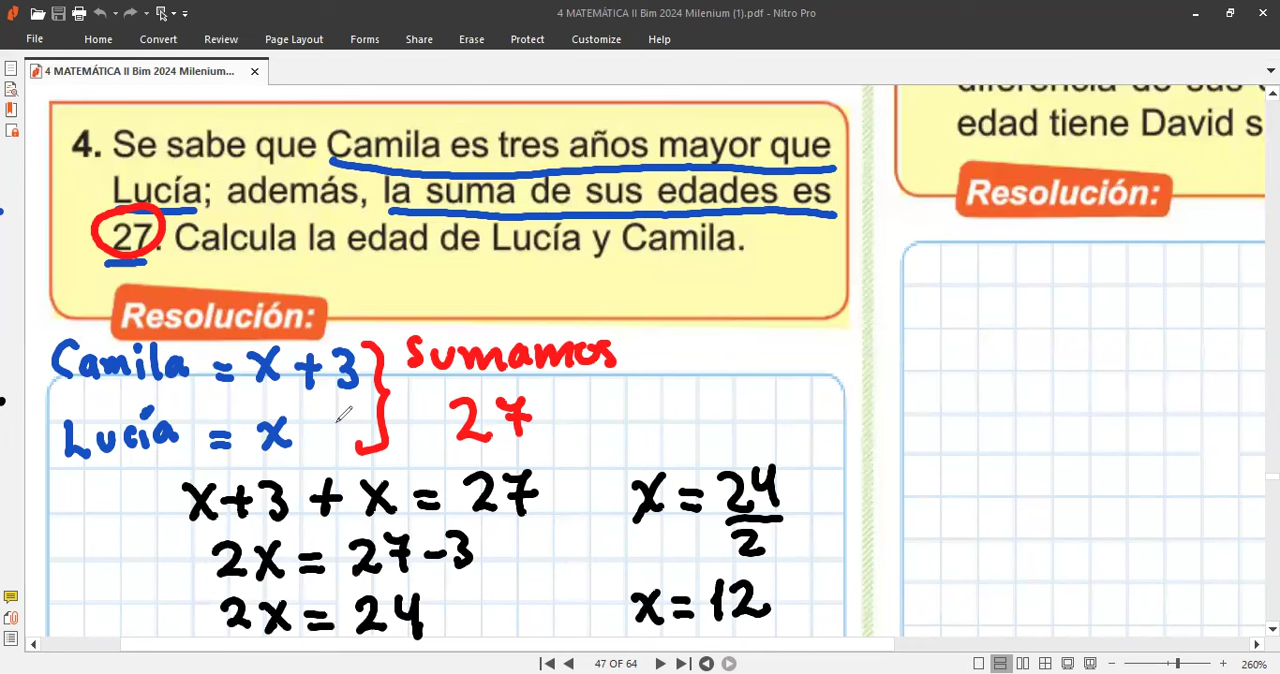 4 MATEMÁTICA II Bim 2024 Milenium (1).pdf - Nitro Pro
File Home Convert Review Page Layout Forms Share Erase Protect Customize Help
4 MATEMÁTICA II Bim 2024 Milenium...
4. Se sabe que Camila es tres años mayor que
Lucía; además, la suma de sus edades es
27. Calcula la edad de Lucía y Camila.
Resolución:
Camila = x + 3
Lucía = x
Sumamos
27
x+3 + x = 27
2x = 27-3
2x = 24
x = 24
2
x = 12
edad tiene David s
Resolución:
47 OF 64
260%